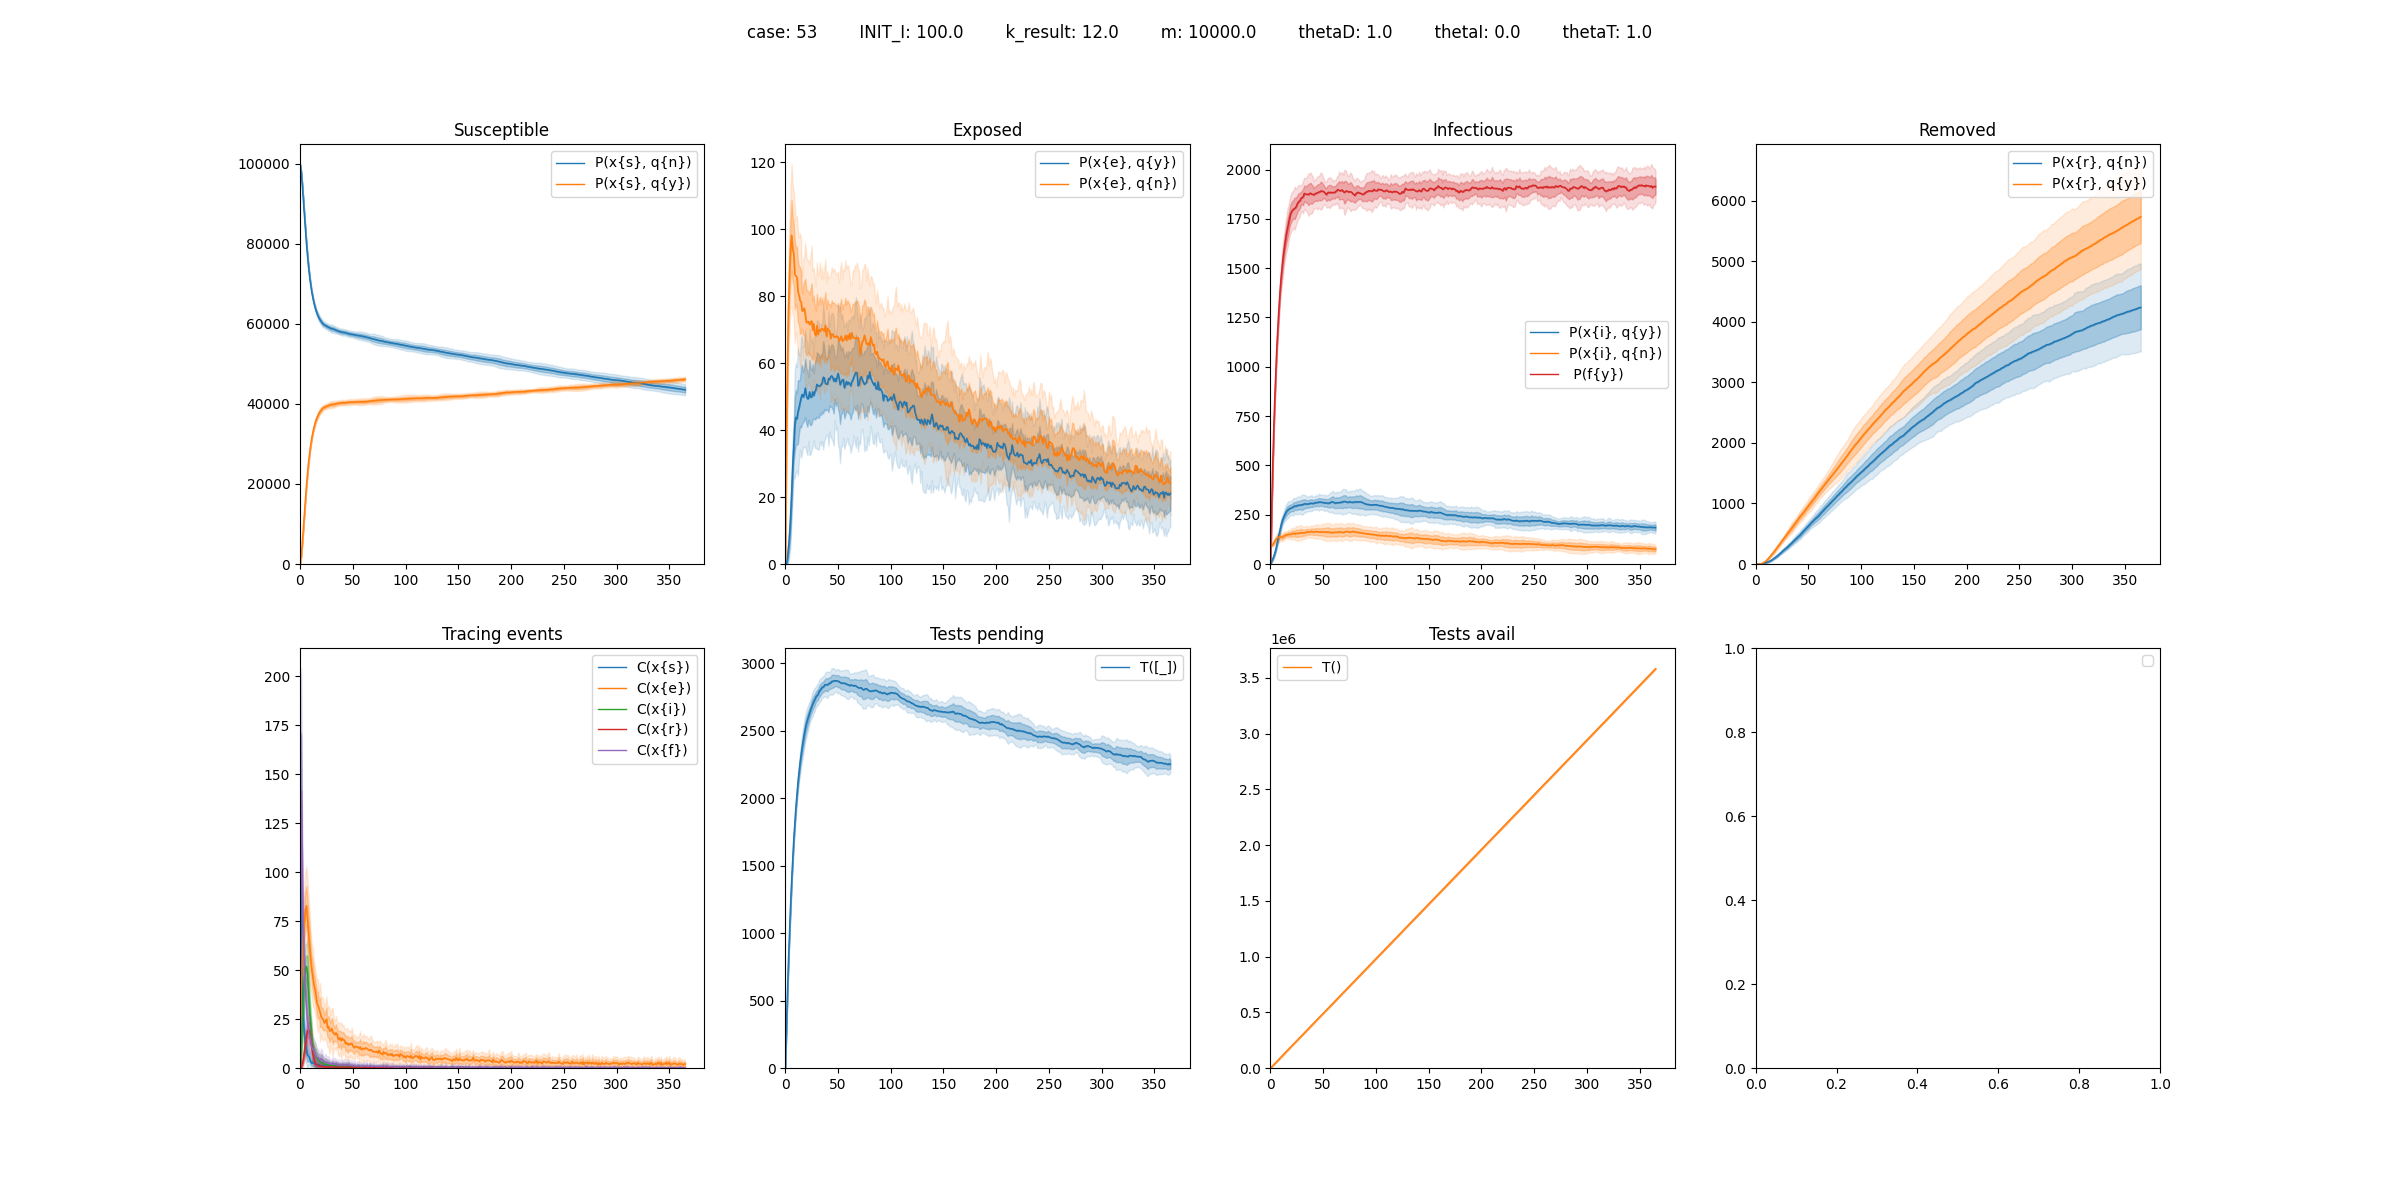 case: 53 INIT_I: 100.0 k_result: 12.0 m: 10000.0 thetaD: 1.0 thetaI: 0.0 thetaT: 1.0
Susceptible
100000
80000
60000
40000
20000
0
0 50 100 150 200 250 300 350
P(x{s}, q{n})
P(x{s}, q{y})
Exposed
120
100
80
60
40
20
0
0 50 100 150 200 250 300 350
P(x{e}, q{y})
P(x{e}, q{n})
Infectious
2000
1750
1500
1250
1000
750
500
250
0
0 50 100 150 200 250 300 350
P(x{i}, q{y})
P(x{i}, q{n})
P(f{y})
Removed
6000
5000
4000
3000
2000
1000
0
0 50 100 150 200 250 300 350
P(x{r}, q{n})
P(x{r}, q{y})
Tracing events
200
175
150
125
100
75
50
25
0
0 50 100 150 200 250 300 350
C(x{s})
C(x{e})
C(x{i})
C(x{r})
C(x{f})
Tests pending
3000
2500
2000
1500
1000
500
0
0 50 100 150 200 250 300 350
T([_])
Tests avail
1e6
3.5
3.0
2.5
2.0
1.5
1.0
0.5
0.0
0 50 100 150 200 250 300 350
T()
1.0
0.8
0.6
0.4
0.2
0.0
0.0 0.2 0.4 0.6 0.8 1.0